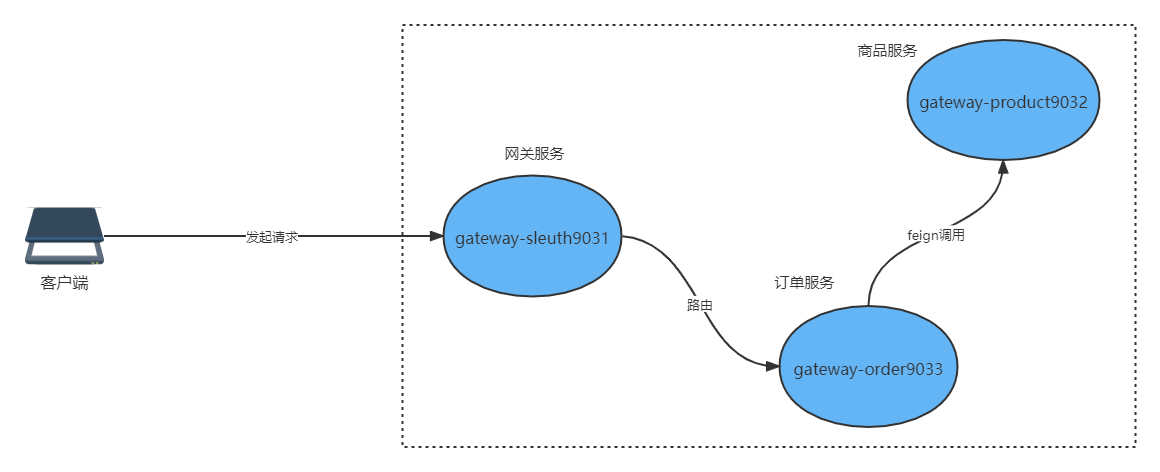 商品服务
gateway-product9032
网关服务
gateway-sleuth9031
发起请求
feign调用
客户端
订单服务
路由
gateway-order9033